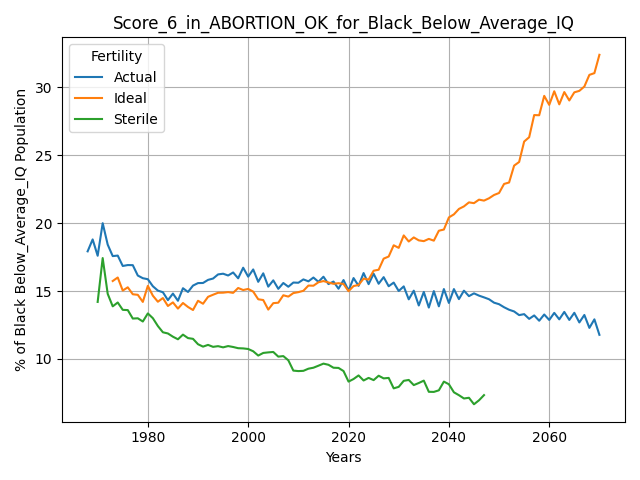 Score_6_in_ABORTION_OK_for_Black_Below_Average_IQ
% of Black Below_Average_IQ Population
Fertility
Actual
Ideal
Sterile
30
25
20
15
10
1980
2000
2020
2040
2060
Years